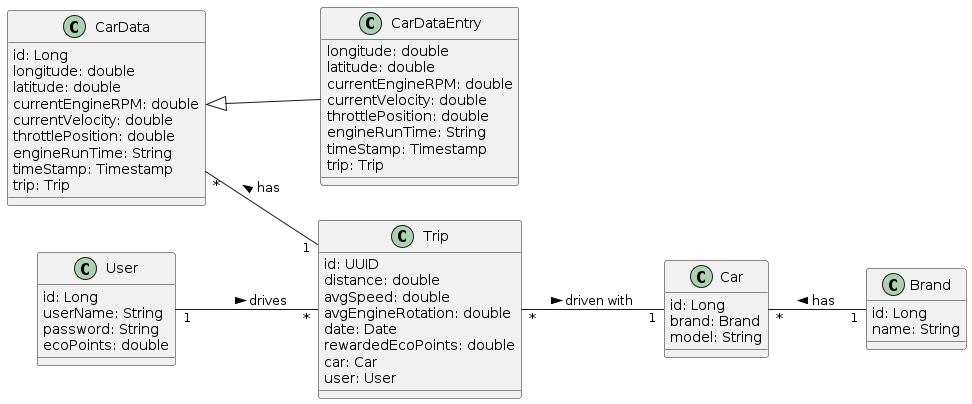 C CarData
id: Long
longitude: double
latitude: double
currentEngineRPM: double
currentVelocity: double
throttlePosition: double
engineRunTime: String
timeStamp: Timestamp
trip: Trip
C CarDataEntry
longitude: double
latitude: double
currentEngineRPM: double
currentVelocity: double
throttlePosition: double
engineRunTime: String
timeStamp: Timestamp
trip: Trip
* has
1
C User
id: Long
userName: String
password: String
ecoPoints: double
drives
1 *
C Trip
id: UUID
distance: double
avgSpeed: double
avgEngineRotation: double
date: Date
rewardedEcoPoints: double
car: Car
user: User
driven with
* 1
C Car
id: Long
brand: Brand
model: String
has
* 1
C Brand
id: Long
name: String